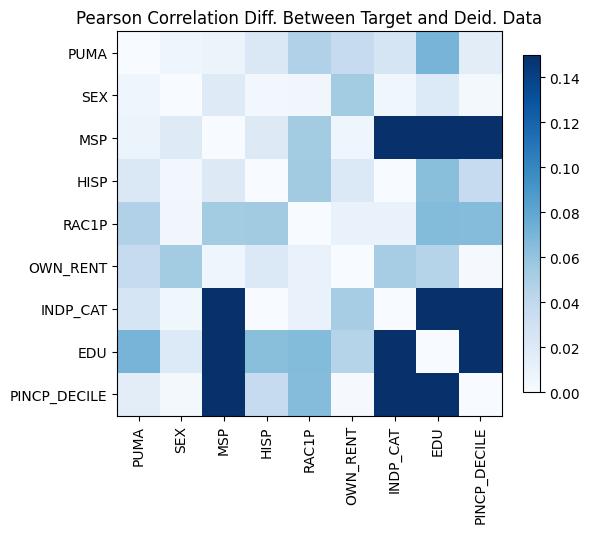 Pearson Correlation Diff. Between Target and Deid. Data
PUMA
SEX
MSP
HISP
RAC1P
OWN_RENT
INDP_CAT
EDU
PINCP_DECILE
PUMA
SEX
MSP
HISP
RAC1P
OWN_RENT
INDP_CAT
EDU
PINCP_DECILE
0.14
0.12
0.10
0.08
0.06
0.04
0.02
0.00